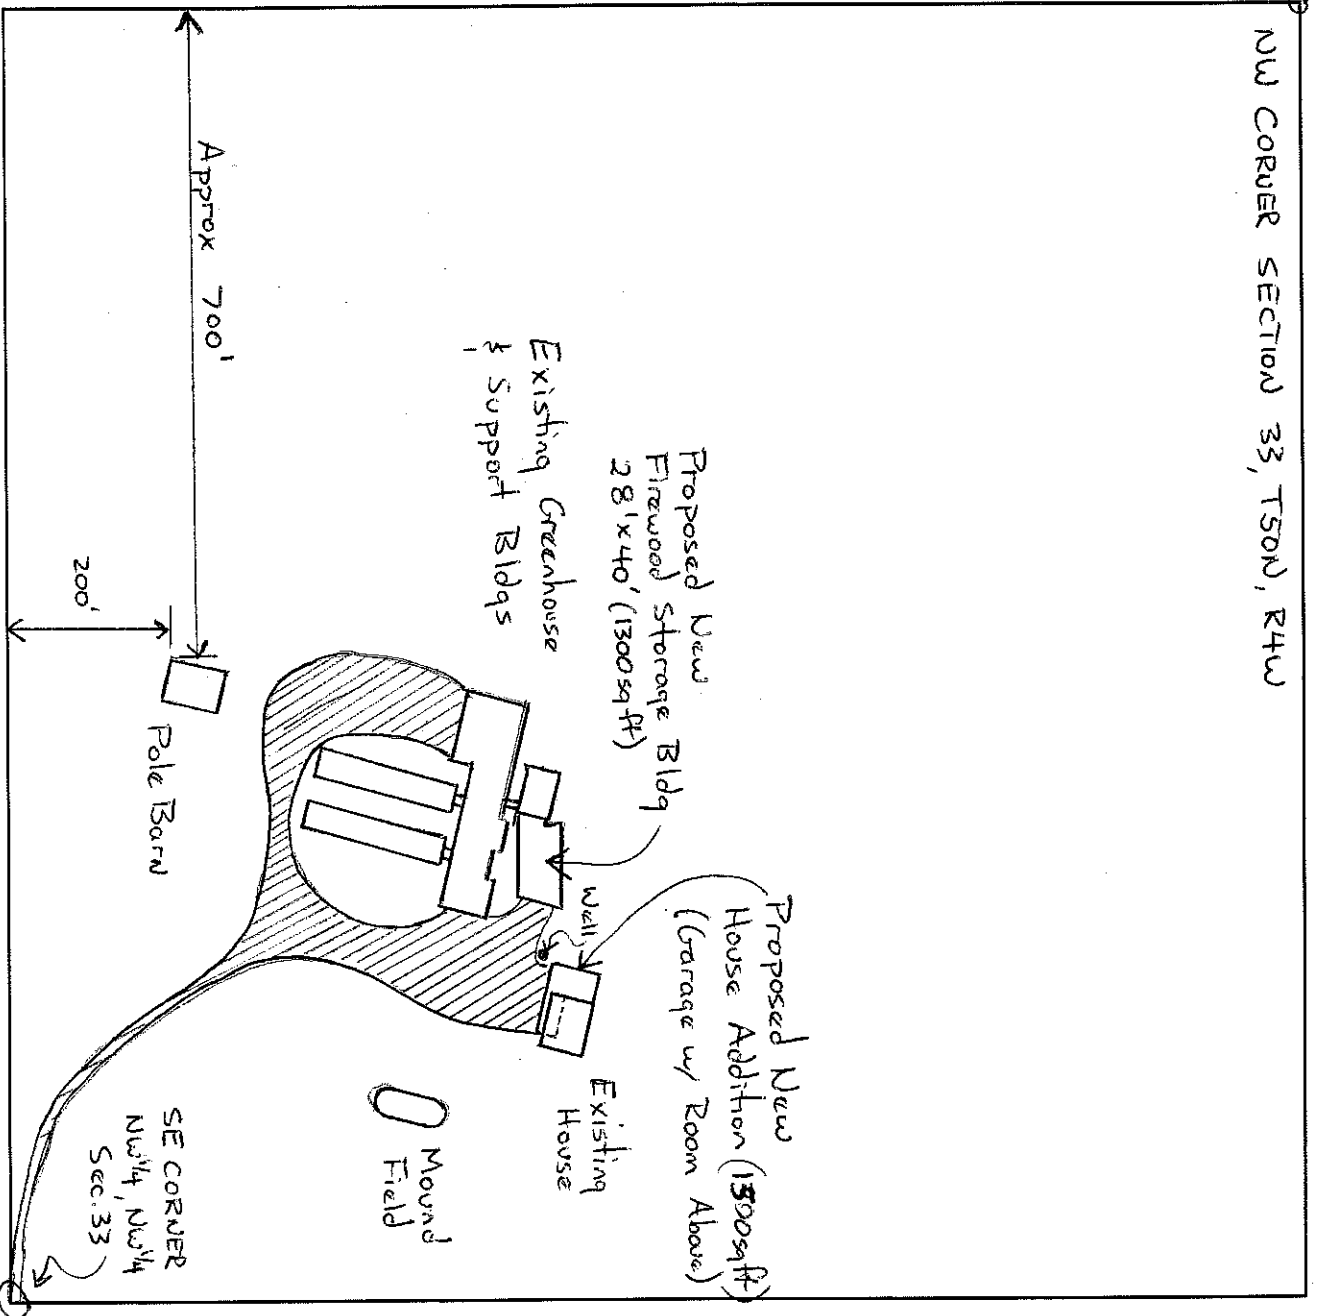 NW CORNER SECTION 33, T50N, R4W
Proposed New
House Addition (1300sqft)
(Garage w/ Room Above)
Proposed New
Firewood Storage Bldg
28'x40' (1300sqft)
Existing Greenhouse
& Support Bldgs
Well
Existing
House
Mound
Field
Approx 700'
200'
Pole Barn
SE CORNER
NW¼, NW¼
Sec. 33